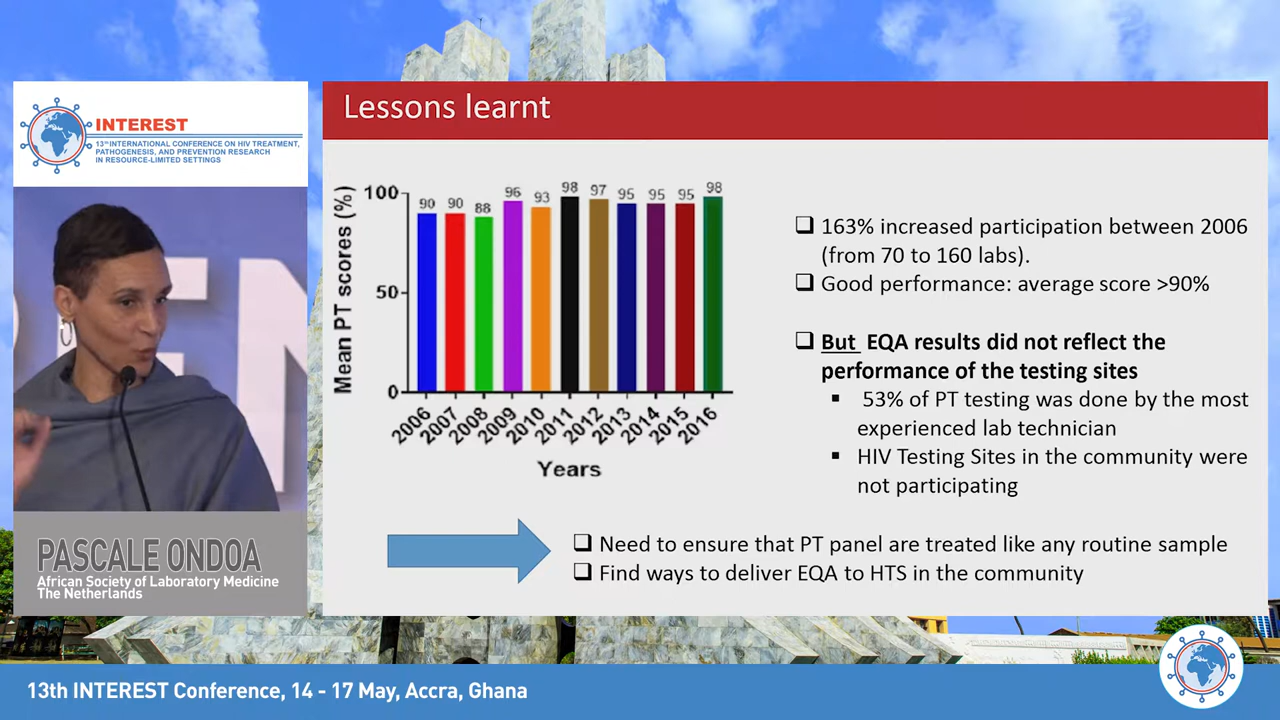 INTEREST
13th INTERNATIONAL CONFERENCE ON HIV TREATMENT,
PATHOGENESIS, AND PREVENTION RESEARCH
IN RESOURCE-LIMITED SETTINGS
PASCALE ONDOA
African Society of Laboratory Medicine
The Netherlands
Lessons learnt
Mean PT scores (%)
100
50
0
90
90
88
96
93
98
97
95
95
95
98
2006
2007
2008
2009
2010
2011
2012
2013
2014
2015
2016
Years
163% increased participation between 2006
(from 70 to 160 labs).
Good performance: average score >90%
But EQA results did not reflect the
performance of the testing sites
53% of PT testing was done by the most
experienced lab technician
HIV Testing Sites in the community were
not participating
Need to ensure that PT panel are treated like any routine sample
Find ways to deliver EQA to HTS in the community
13th INTEREST Conference, 14 - 17 May, Accra, Ghana